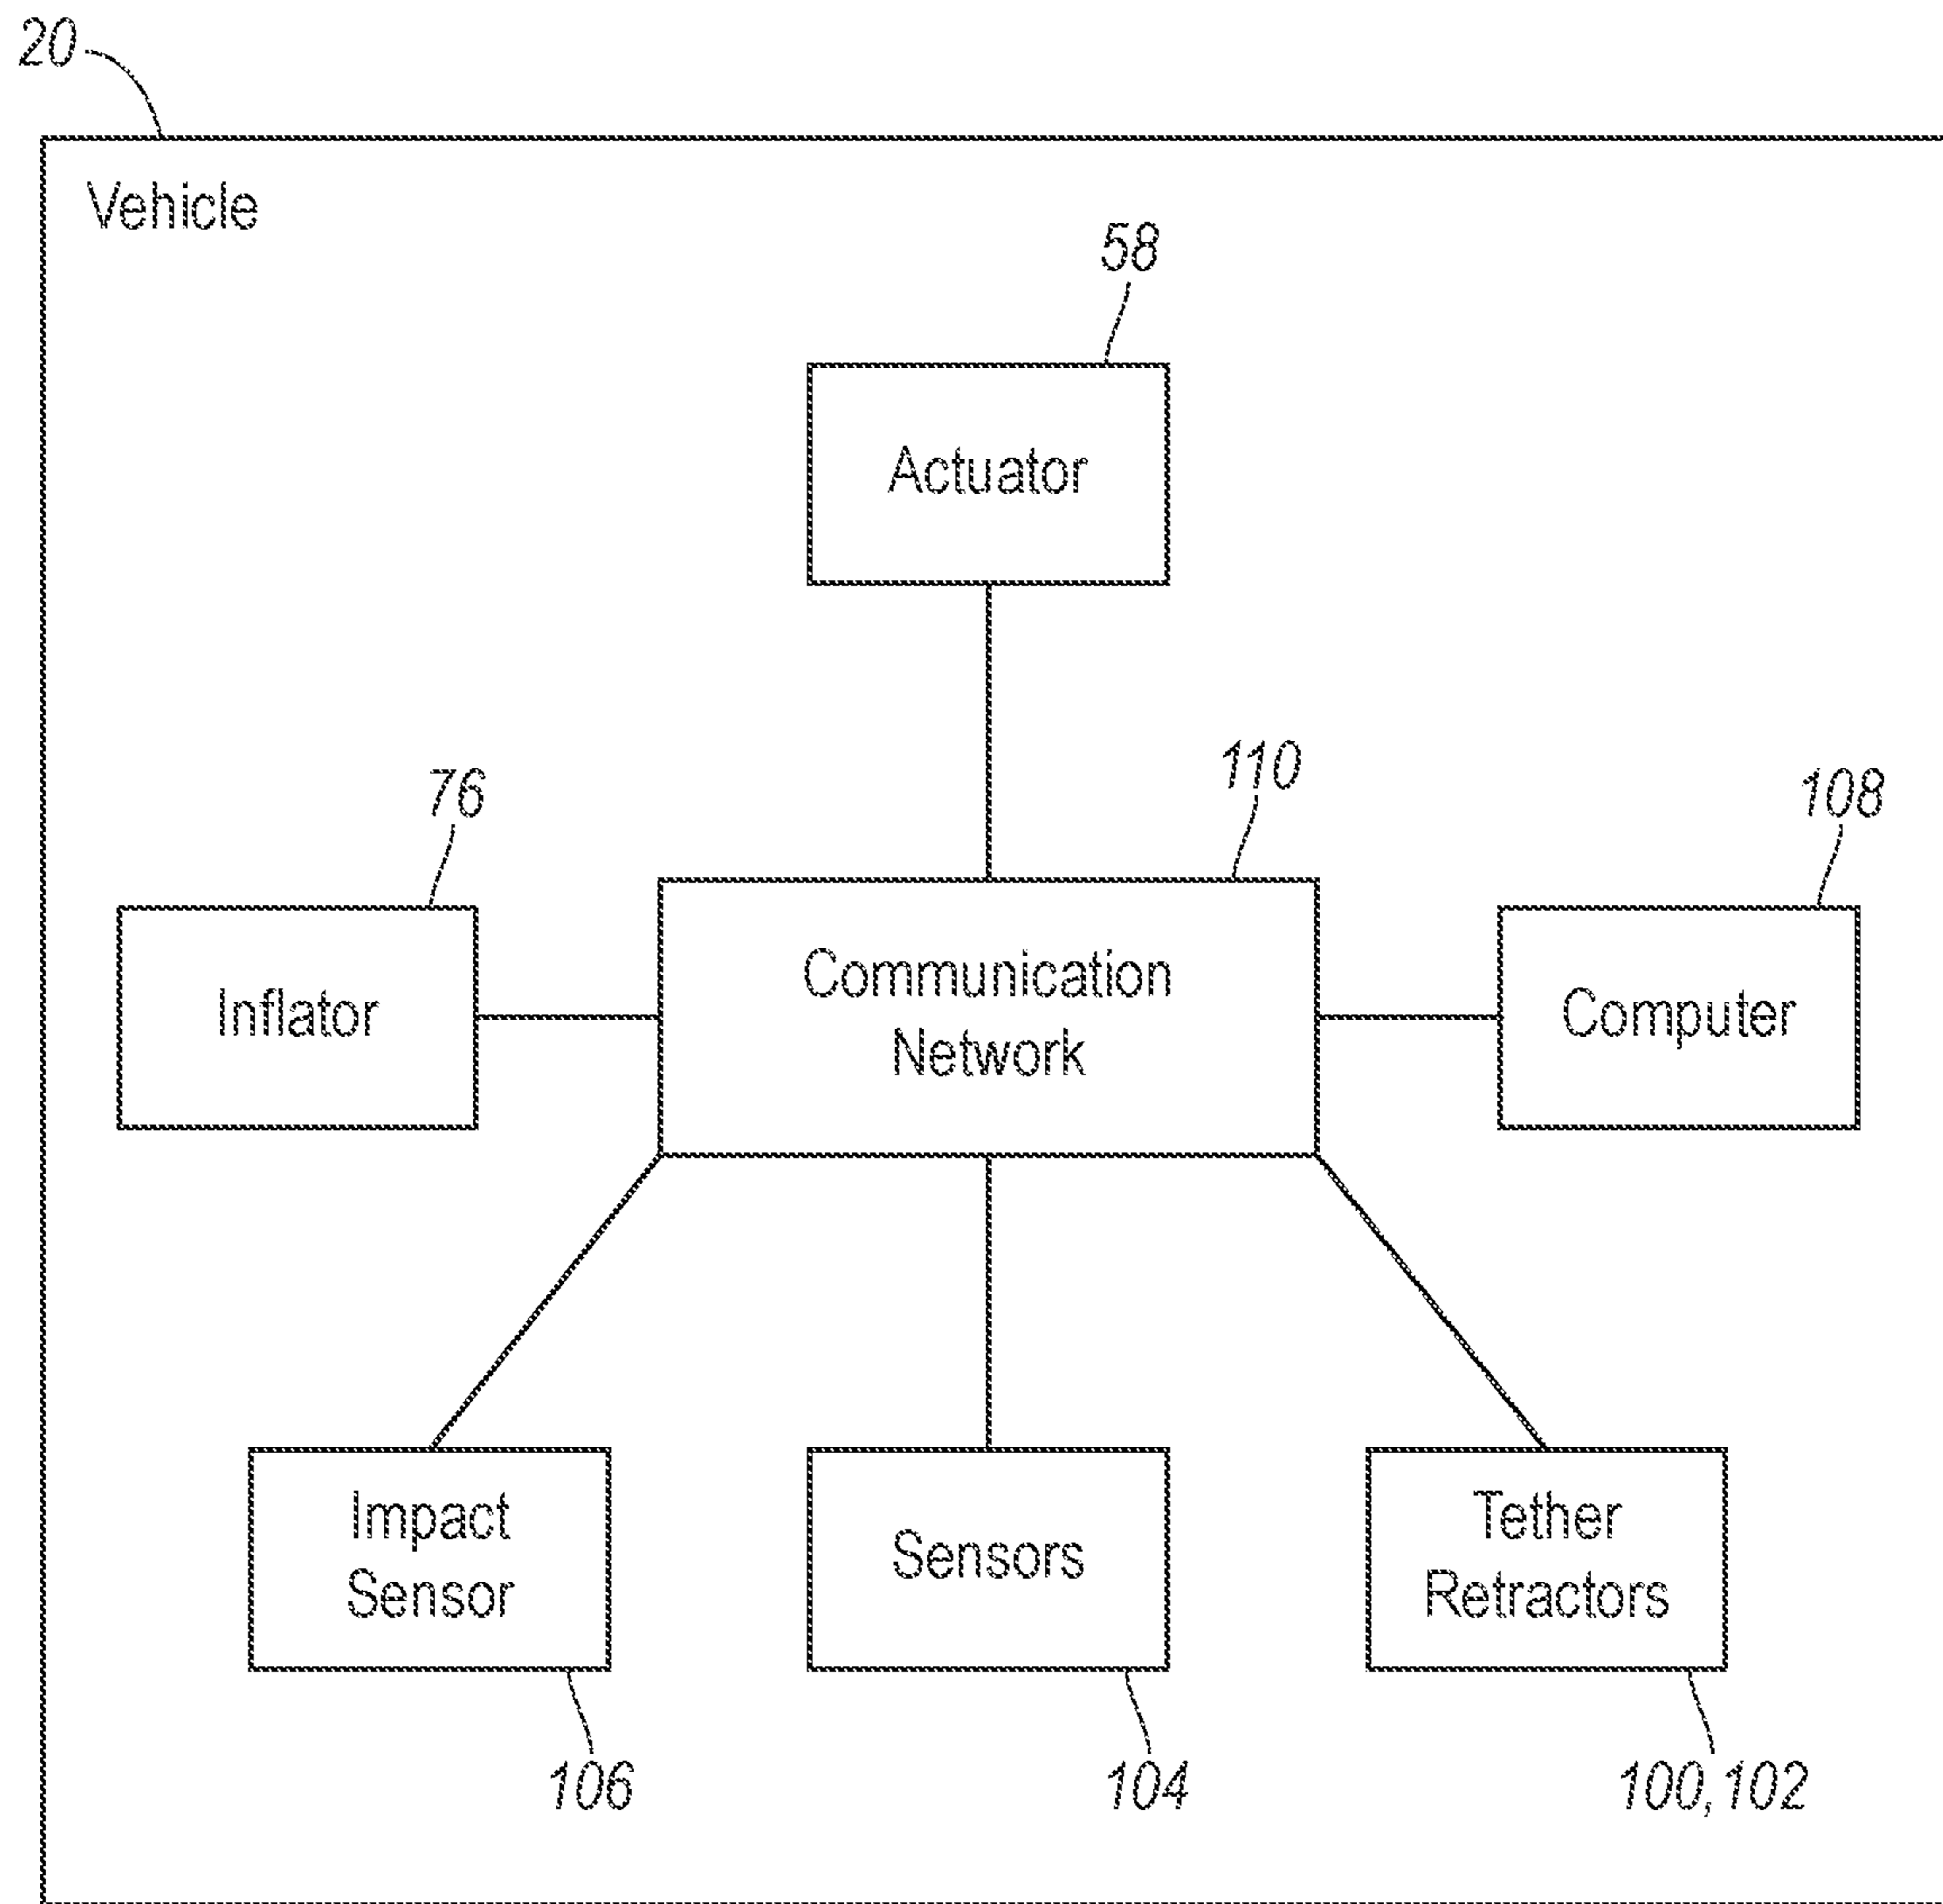 20
Vehicle
58
Actuator
110
76
108
Communication
Network
Inflator
Computer
Impact
Sensor
Sensors
Tether
Retractors
106
104
100, 102